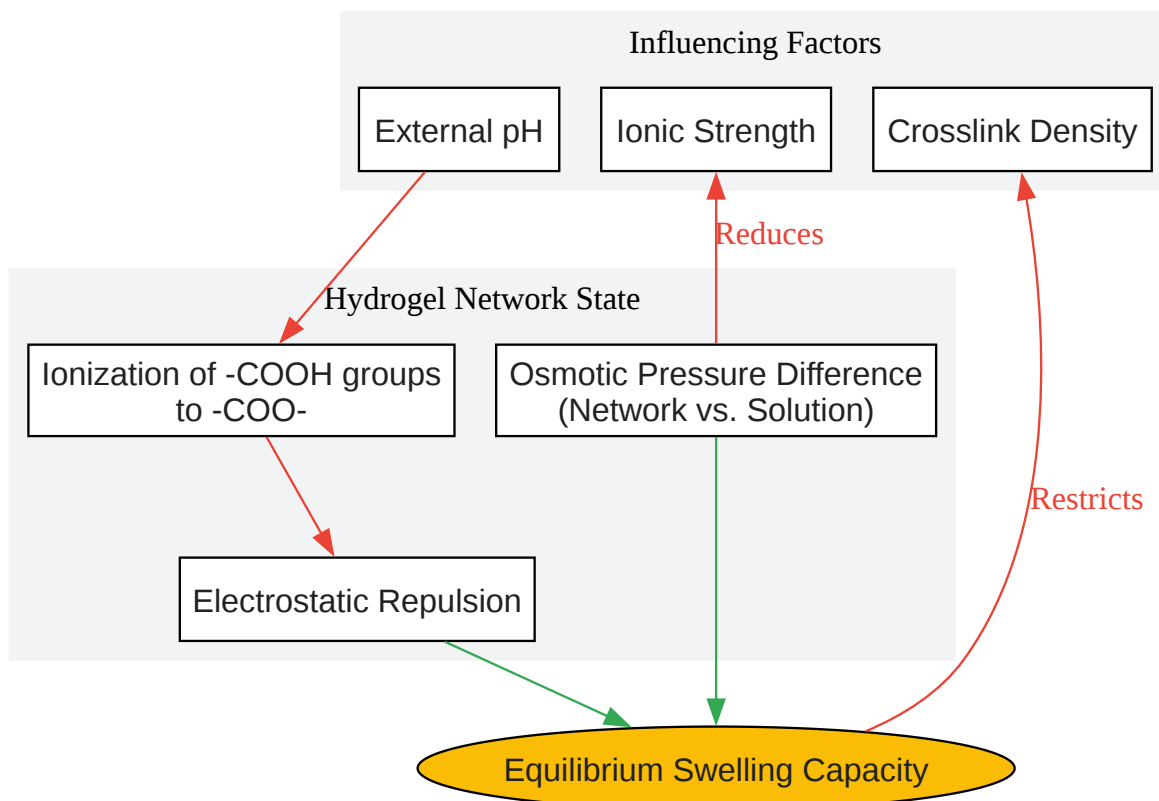 Influencing Factors
External pH
Ionic Strength
Crosslink Density
Reduces
Hydrogel Network State
Ionization of -COOH groups
to -COO-
Osmotic Pressure Difference
(Network vs. Solution)
Restricts
Electrostatic Repulsion
Equilibrium Swelling Capacity